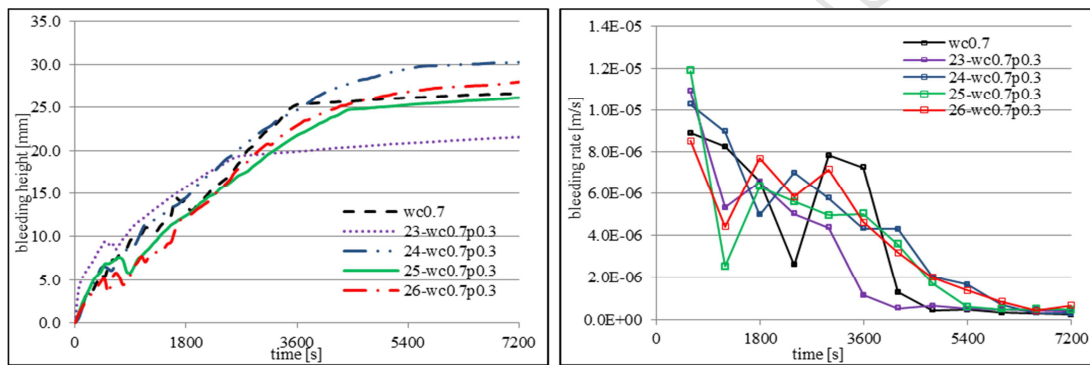 35.0
30.0
25.0
20.0
15.0
10.0
5.0
0.0
bleeding height [mm]
0
1800
3600
5400
7200
time [s]
wc0.7
23-wc0.7p0.3
24-wc0.7p0.3
25-wc0.7p0.3
26-wc0.7p0.3
1.4E-05
1.2E-05
1.0E-05
8.0E-06
6.0E-06
4.0E-06
2.0E-06
0.0E+00
bleeding rate [m/s]
0
1800
3600
5400
7200
time [s]
wc0.7
23-wc0.7p0.3
24-wc0.7p0.3
25-wc0.7p0.3
26-wc0.7p0.3